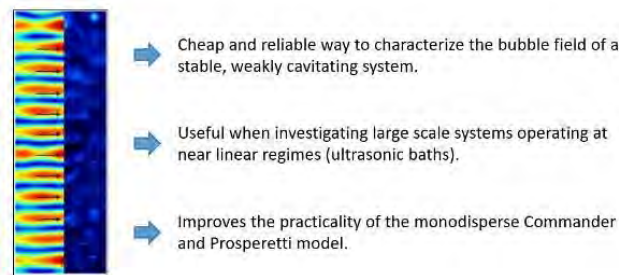 Cheap and reliable way to characterize the bubble field of a
stable, weakly cavitating system.
Useful when investigating large scale systems operating at
near linear regimes (ultrasonic baths).
Improves the practicality of the monodisperse Commander
and Prosperetti model.